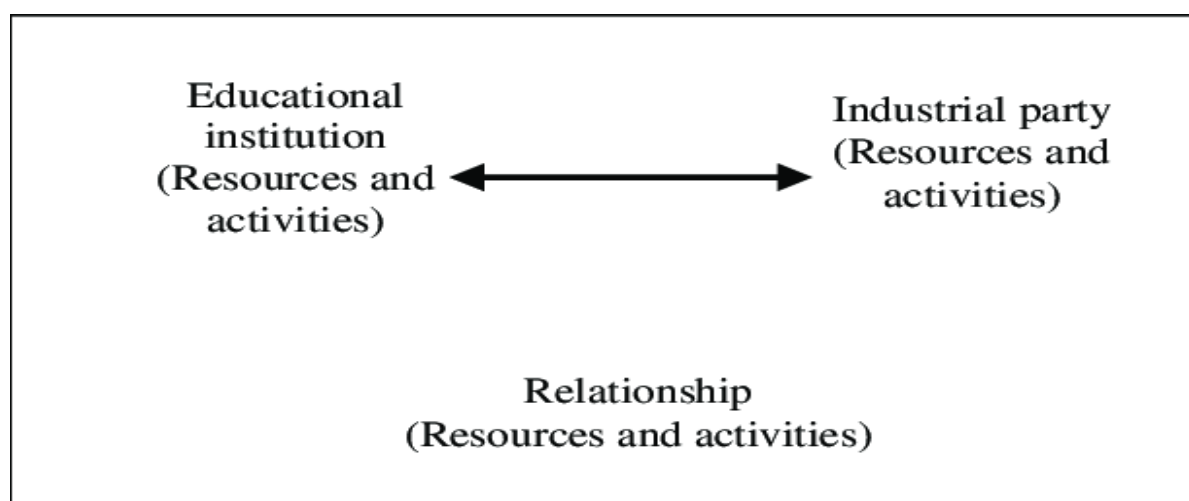 Educational
institution
(Resources and
activities)
Industrial party
(Resources and
activities)
Relationship
(Resources and activities)